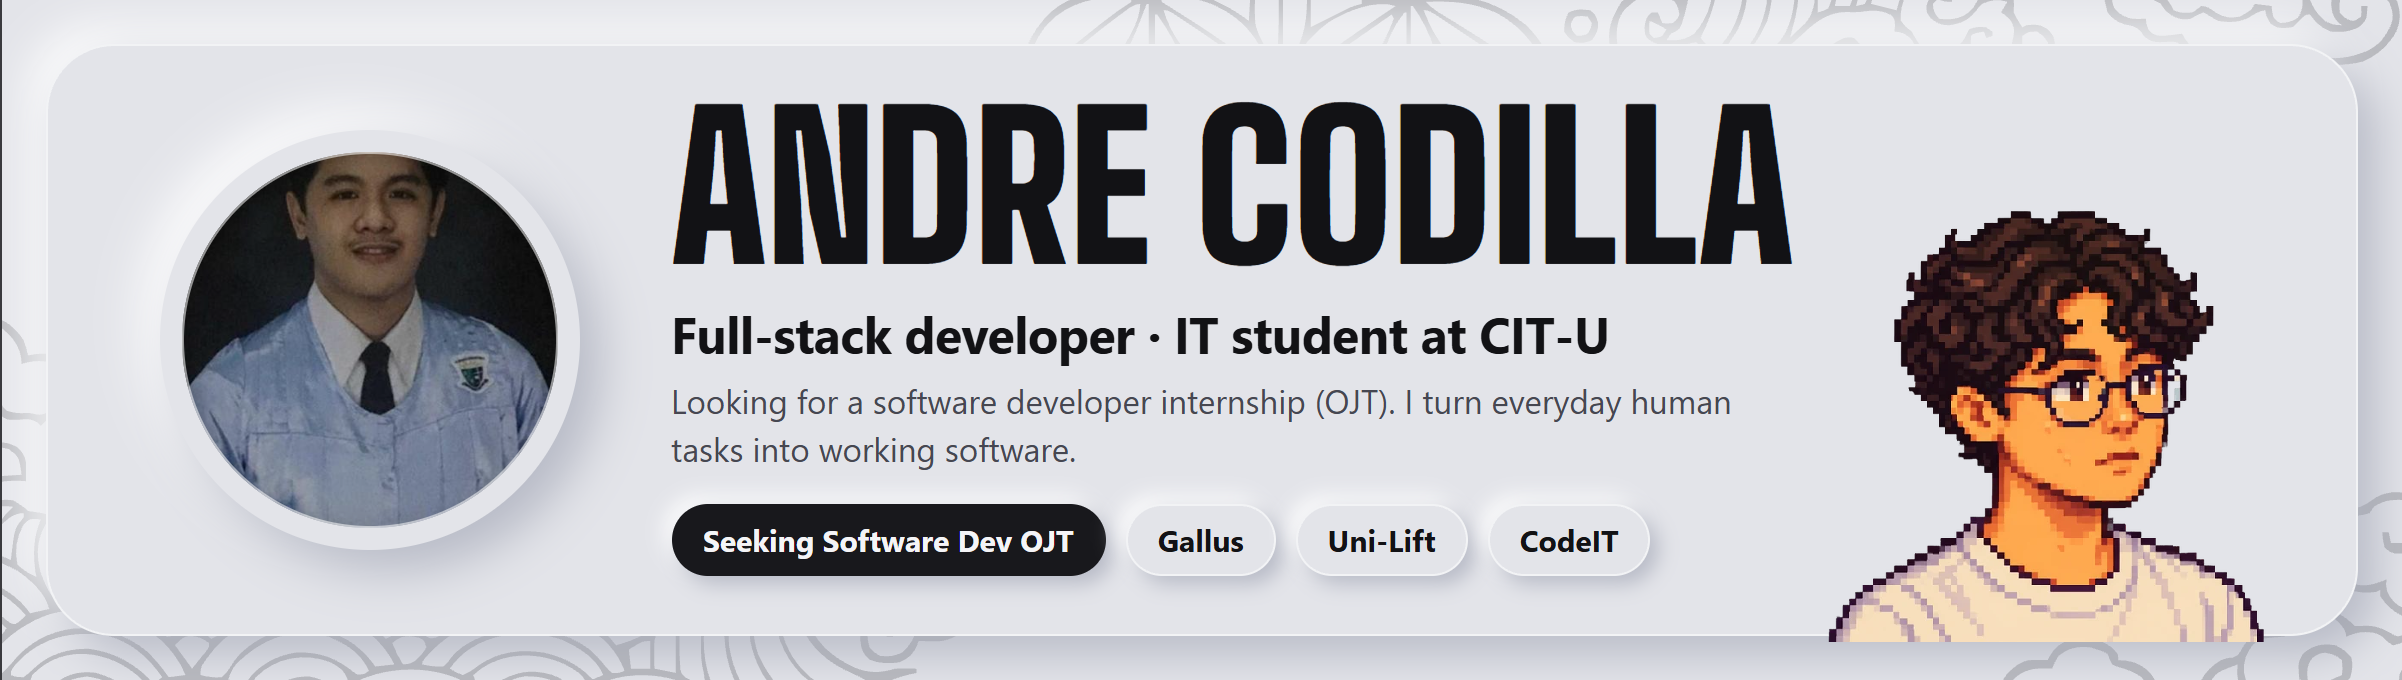 ANDRE CODILLA
Full-stack developer · IT student at CIT-U
Looking for a software developer internship (OJT). I turn everyday human
tasks into working software.
Seeking Software Dev OJT
Gallus
Uni-Lift
CodeIT